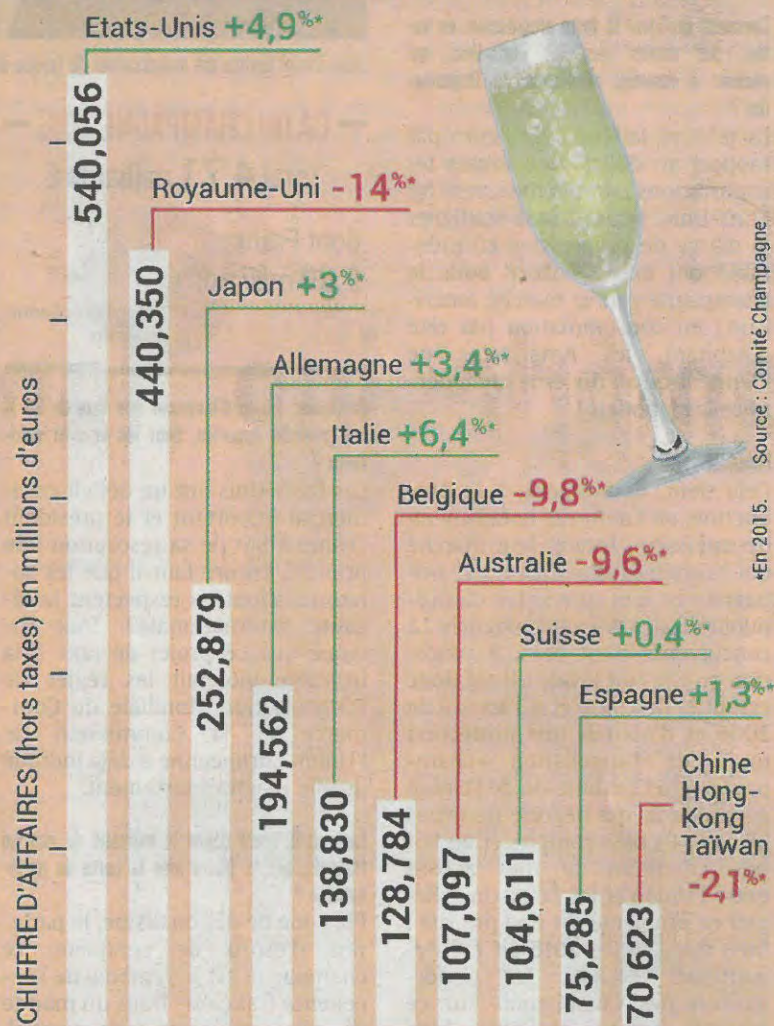 CHIFFRE D'AFFAIRES (hors taxes) en millions d'euros
Etats-Unis +4,9%*
540,056
Royaume-Uni -14%*
440,350
Japon +3%*
252,879
Allemagne +3,4%*
194,562
Italie +6,4%*
138,830
Belgique -9,8%*
128,784
Australie -9,6%*
107,097
Suisse +0,4%*
104,611
Espagne +1,3%*
75,285
Chine
Hong-
Kong
Taïwan
-2,1%*
70,623
*En 2015. Source : Comité Champagne